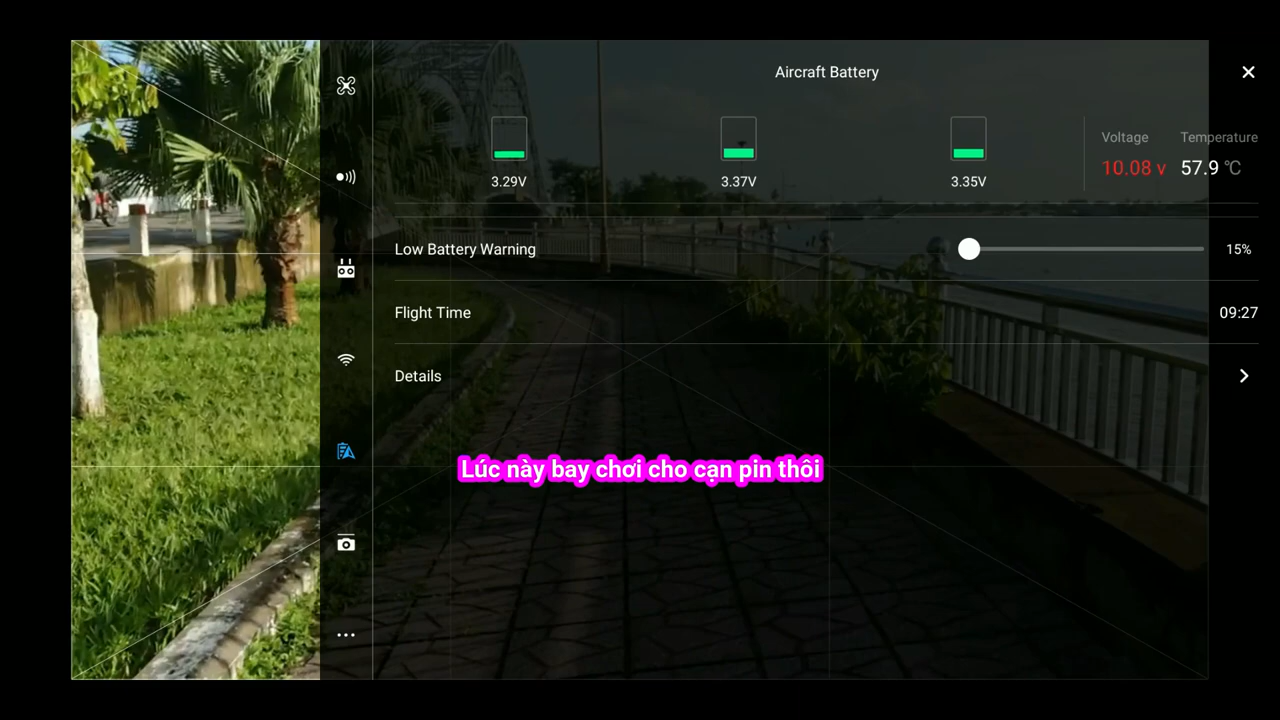 Aircraft Battery
Voltage Temperature
10.08 v 57.9 °C
3.29V 3.37V 3.35V
Low Battery Warning 15%
Flight Time 09:27
Details
Lúc này bay chơi cho cạn pin thôi